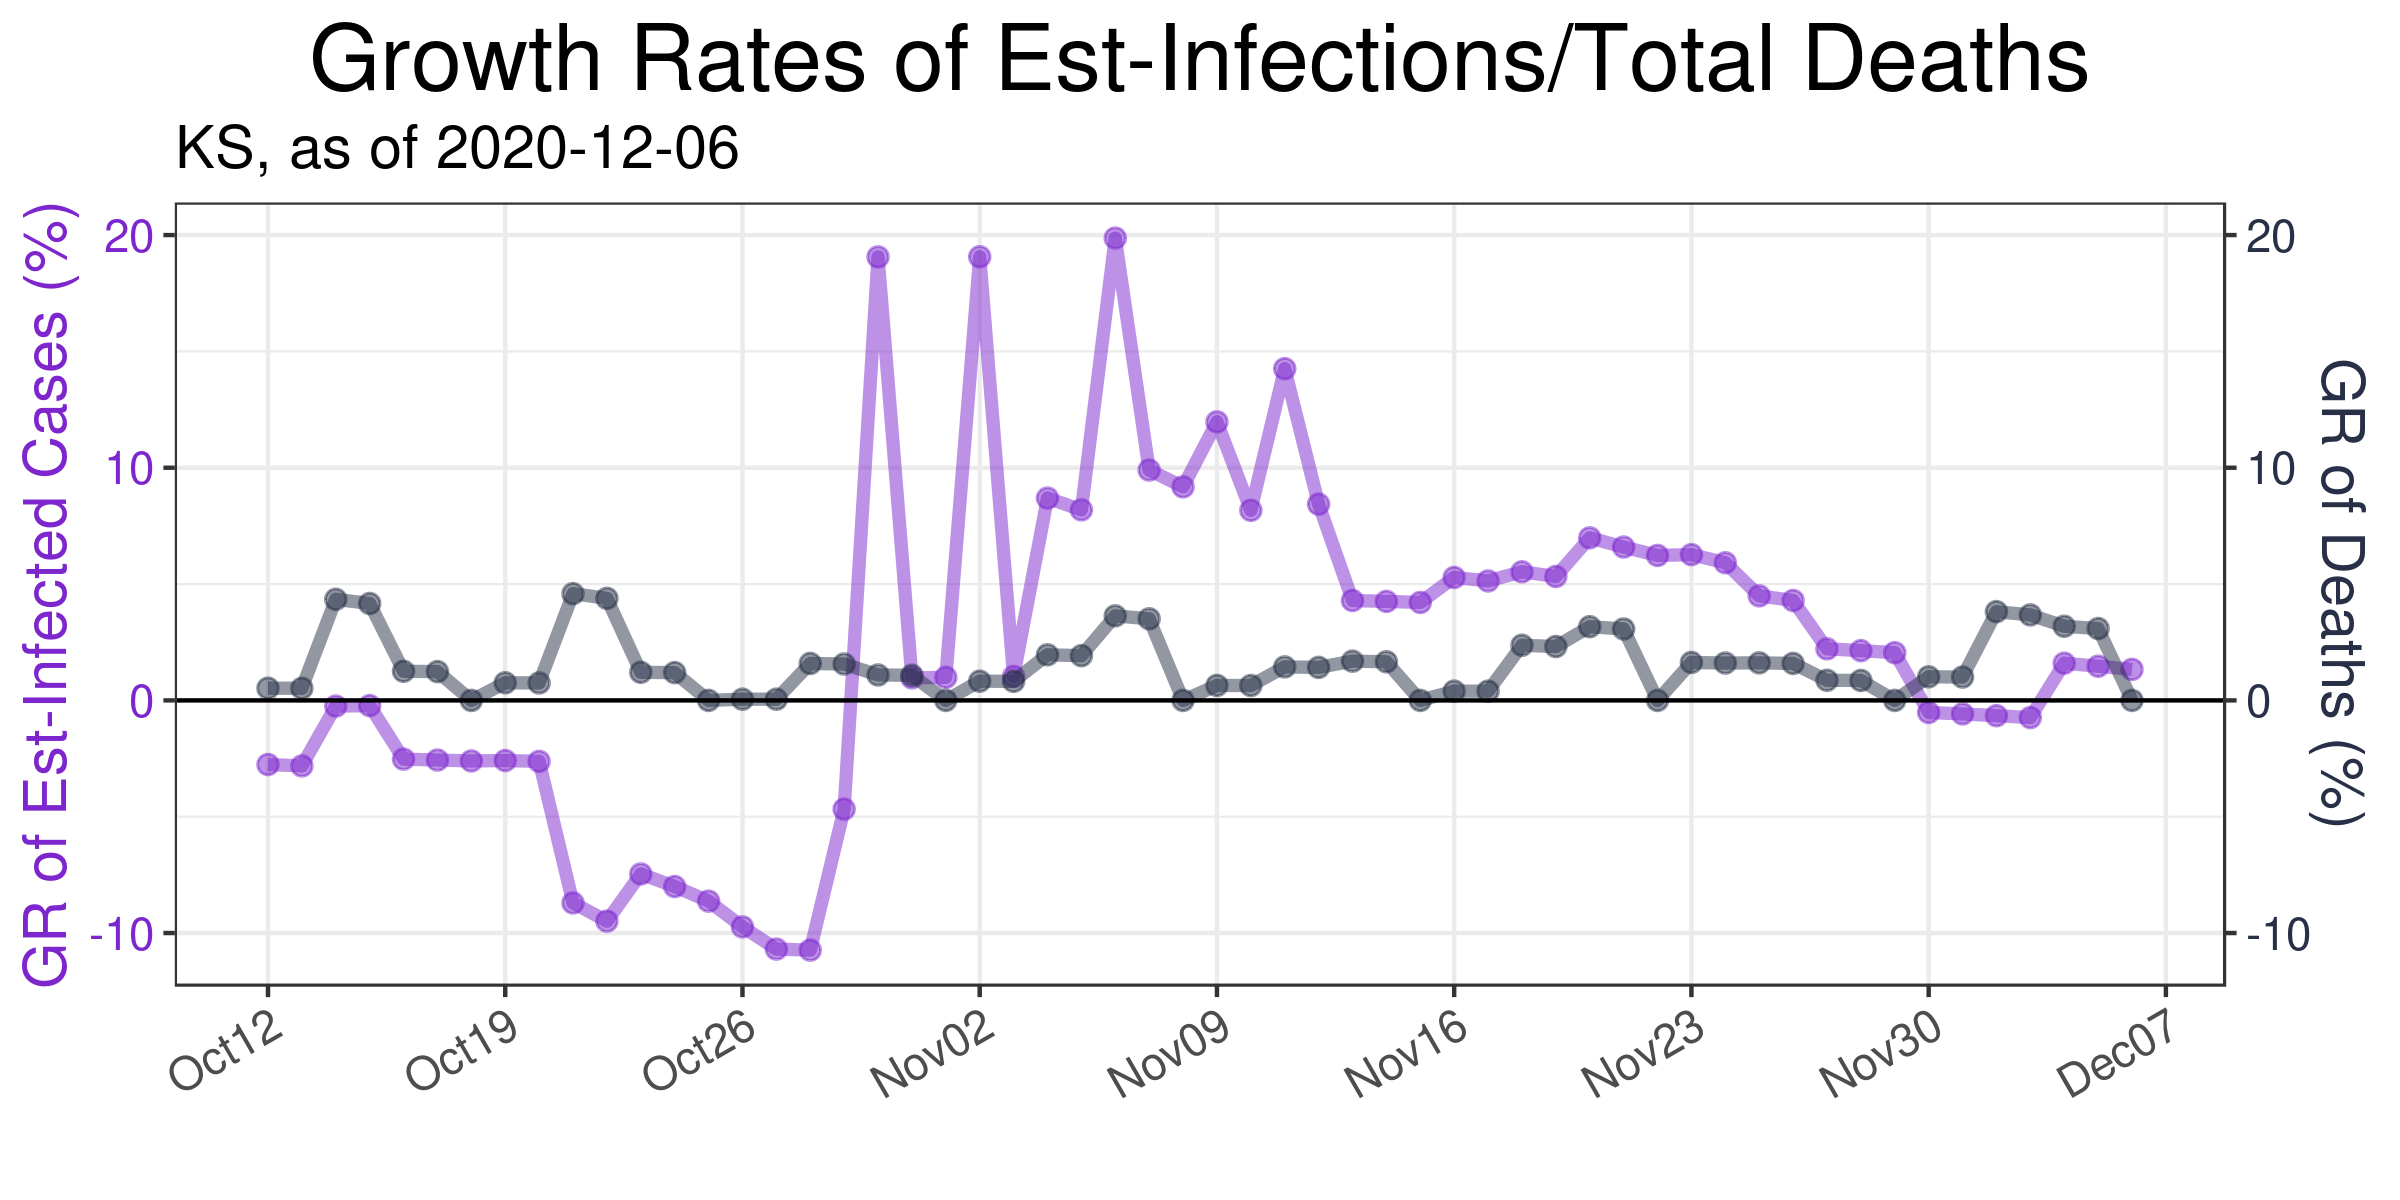 Growth Rates of Est-Infections/Total Deaths
KS, as of 2020-12-06
GR of Est-Infected Cases (%)
20
10
0
-10
20
10
0
-10
GR of Deaths (%)
Oct12
Oct19
Oct26
Nov02
Nov09
Nov16
Nov23
Nov30
Dec07